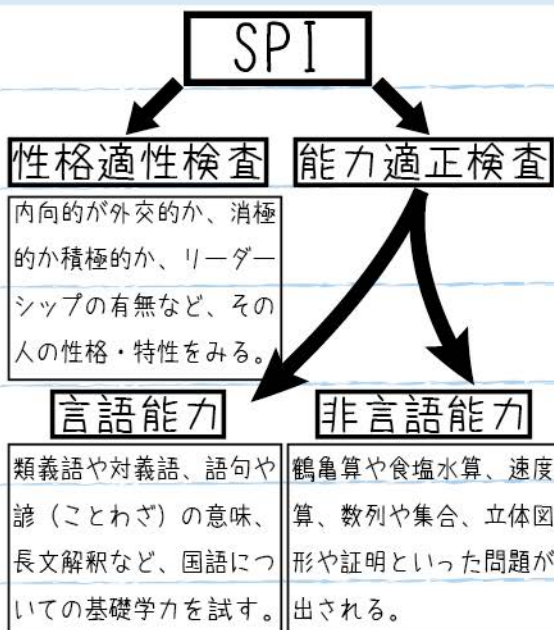 SPI
性格適性検査
能力適正検査
内向的が外交的か、消極
的か積極的か、リーダー
シップの有無など、その
人の性格・特性をみる。
言語能力
非言語能力
類義語や対義語、語句や
諺（ことわざ）の意味、
長文解釈など、国語につ
いての基礎学力を試す。
鶴亀算や食塩水算、速度
算、数列や集合、立体図
形や証明といった問題が
出される。